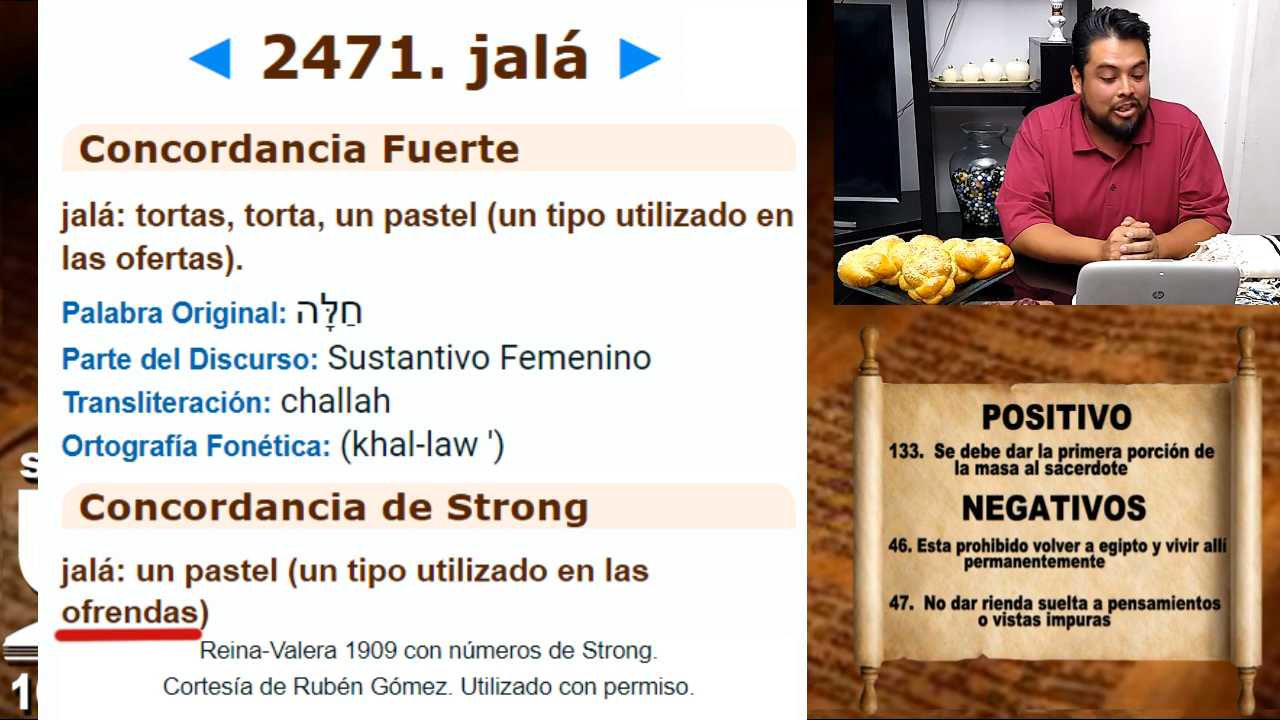 2471. jalá
Concordancia Fuerte
jalá: tortas, torta, un pastel (un tipo utilizado en
las ofertas).
Palabra Original: חַלָּה
Parte del Discurso: Sustantivo Femenino
Transliteración: challah
Ortografía Fonética: (khal-law ')
Concordancia de Strong
jalá: un pastel (un tipo utilizado en las
ofrendas)
Reina-Valera 1909 con números de Strong.
Cortesía de Rubén Gómez. Utilizado con permiso.
POSITIVO
133. Se debe dar la primera porción de
la masa al sacerdote
NEGATIVOS
46. Esta prohibido volver a egipto y vivir allí
permanentemente
47. No dar rienda suelta a pensamientos
o vistas impuras
hp